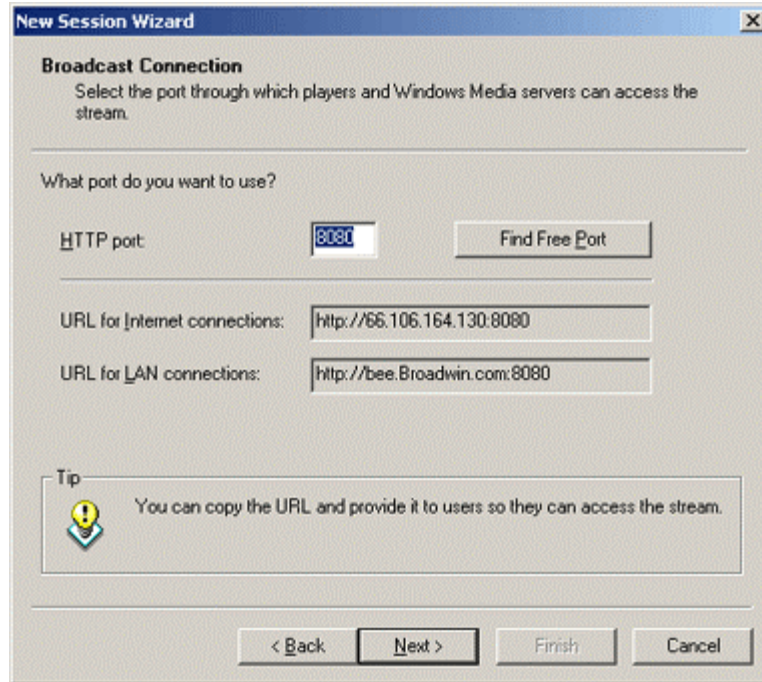 New Session Wizard
Broadcast Connection
Select the port through which players and Windows Media servers can access the
stream.
What port do you want to use?
HTTP port:
8080
Find Free Port
URL for Internet connections:
http://66.106.164.130:8080
URL for LAN connections:
http://bee.Broadwin.com:8080
Tip
You can copy the URL and provide it to users so they can access the stream.
< Back
Next >
Finish
Cancel